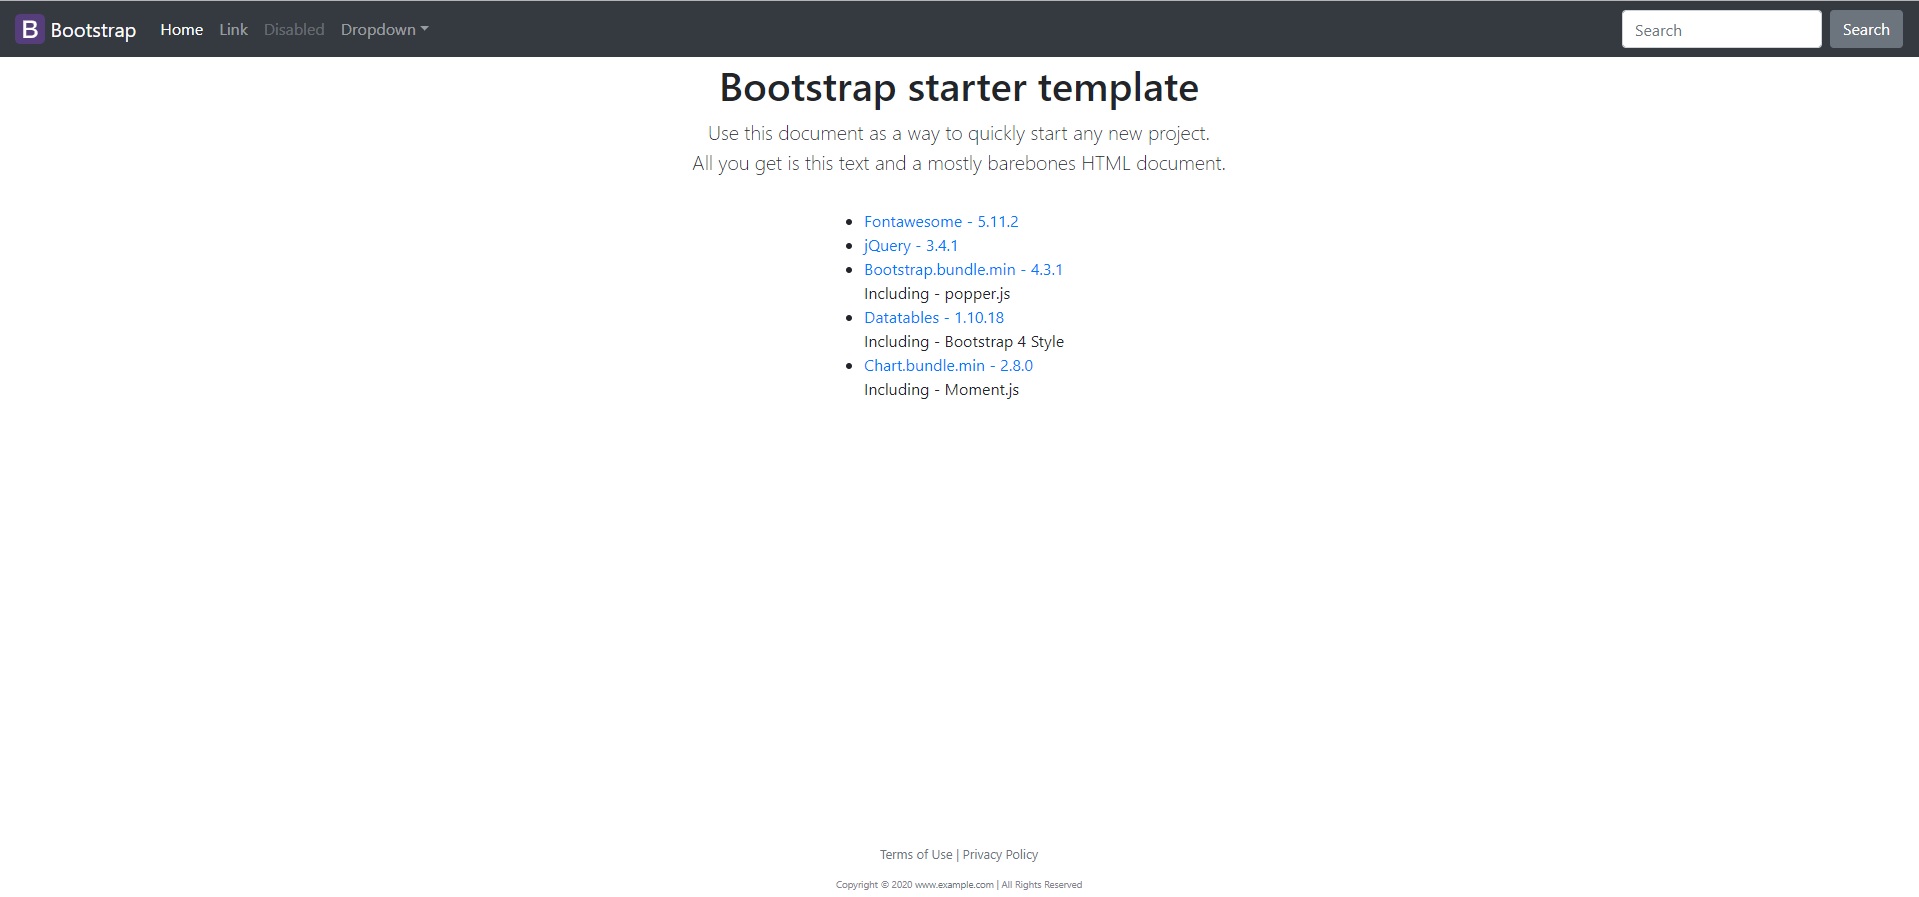 B Bootstrap Home Link Disabled Dropdown Search Search
Bootstrap starter template
Use this document as a way to quickly start any new project.
All you get is this text and a mostly barebones HTML document.
Fontawesome - 5.11.2
jQuery - 3.4.1
Bootstrap.bundle.min - 4.3.1
Including - popper.js
Datatables - 1.10.18
Including - Bootstrap 4 Style
Chart.bundle.min - 2.8.0
Including - Moment.js
Terms of Use | Privacy Policy
Copyright © 2020 www.example.com | All Rights Reserved